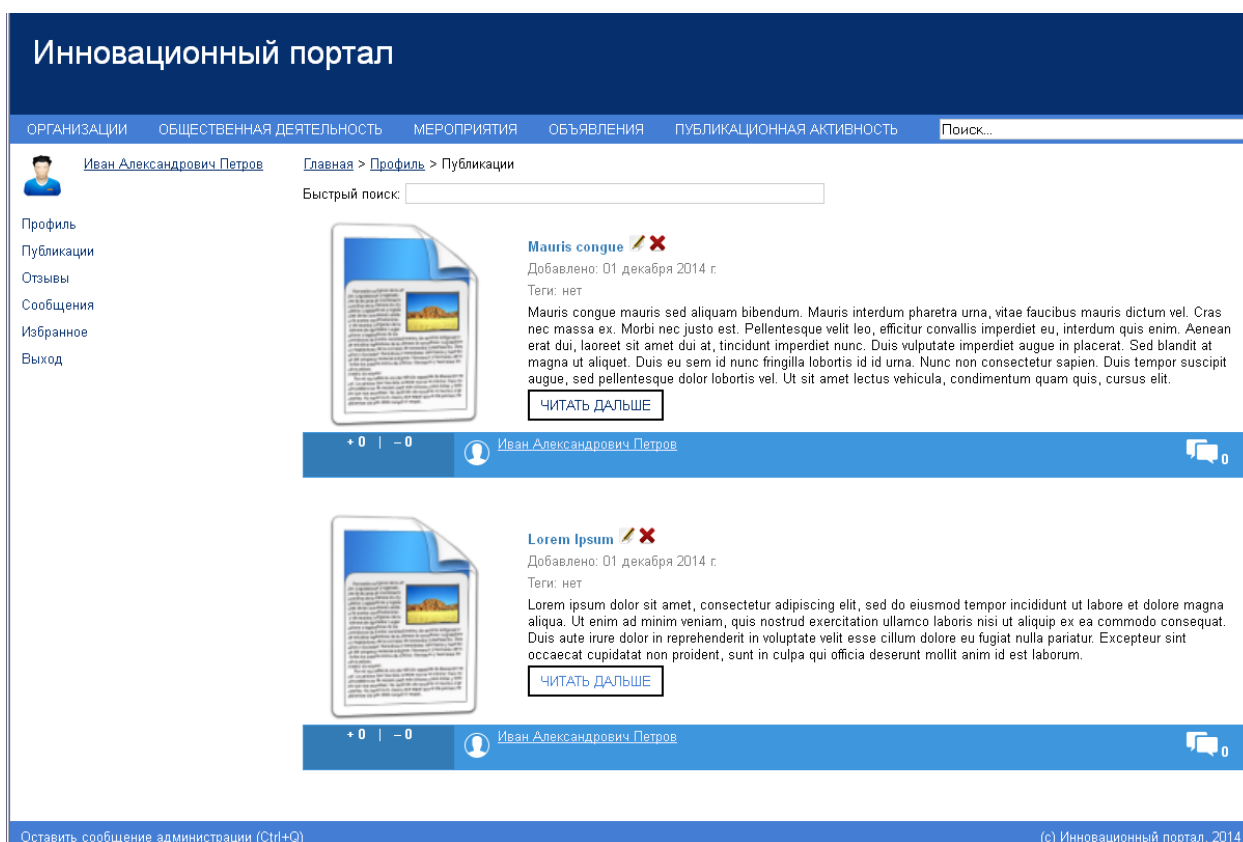 Инновационный портал
ОРГАНИЗАЦИИ ОБЩЕСТВЕННАЯ ДЕЯТЕЛЬНОСТЬ МЕРОПРИЯТИЯ ОБЪЯВЛЕНИЯ ПУБЛИКАЦИОННАЯ АКТИВНОСТЬ Поиск...
Иван Александрович Петров
Главная > Профиль > Публикации
Быстрый поиск:
Профиль
Публикации
Отзывы
Сообщения
Избранное
Выход
Mauris congue
Добавлено: 01 декабря 2014 г.
Теги: нет
Mauris congue mauris sed aliquam bibendum. Mauris interdum pharetra urna, vitae faucibus mauris dictum vel. Cras
nec massa ex. Morbi nec justo est. Pellentesque velit leo, efficitur convallis imperdiet eu, interdum quis enim. Aenean
erat dui, laoreet sit amet dui at, tincidunt imperdiet nunc. Duis vulputate imperdiet augue in placerat. Sed blandit at
magna ut aliquet. Duis eu sem id nunc fringilla lobortis id id urna. Nunc non consectetur sapien. Duis tempor suscipit
augue, sed pellentesque dolor lobortis vel. Ut sit amet lectus vehicula, condimentum quam quis, cursus elit.
ЧИТАТЬ ДАЛЬШЕ
+ 0 | – 0 Иван Александрович Петров 0
Lorem Ipsum
Добавлено: 01 декабря 2014 г.
Теги: нет
Lorem ipsum dolor sit amet, consectetur adipiscing elit, sed do eiusmod tempor incididunt ut labore et dolore magna
aliqua. Ut enim ad minim veniam, quis nostrud exercitation ullamco laboris nisi ut aliquip ex ea commodo consequat.
Duis aute irure dolor in reprehenderit in voluptate velit esse cillum dolore eu fugiat nulla pariatur. Excepteur sint
occaecat cupidatat non proident, sunt in culpa qui officia deserunt mollit anim id est laborum.
ЧИТАТЬ ДАЛЬШЕ
+ 0 | – 0 Иван Александрович Петров 0
Оставить сообщение администрации (Ctrl+Q) (c) Инновационный портал, 2014